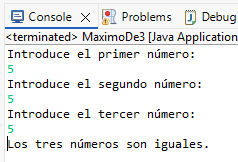 Console Problems Debug
<terminated> MaximoDe3 [Java Application]
Introduce el primer número:
5
Introduce el segundo número:
5
Introduce el tercer número:
5
Los tres números son iguales.